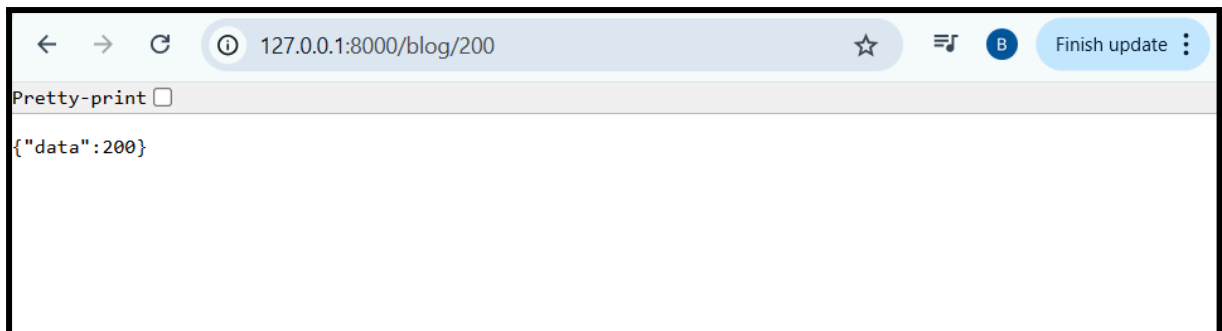 127.0.0.1:8000/blog/200
B
Finish update
Pretty-print
{"data":200}